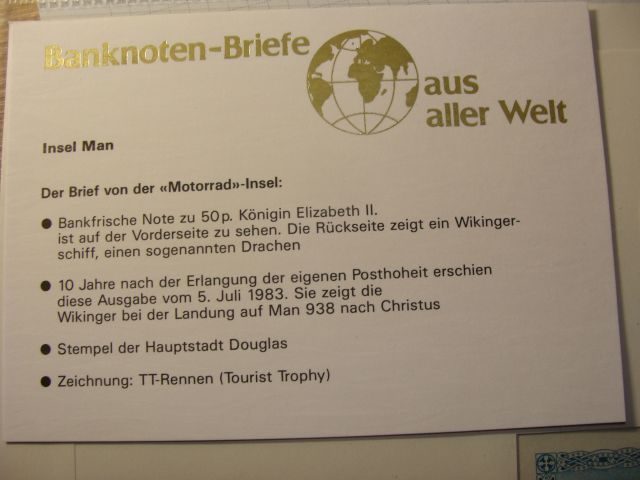 Banknoten-Briefe
aus
aller Welt
Insel Man
Der Brief von der «Motorrad»-Insel:
● Bankfrische Note zu 50p. Königin Elizabeth II.
ist auf der Vorderseite zu sehen. Die Rückseite zeigt ein Wikinger-
schiff, einen sogenannten Drachen
● 10 Jahre nach der Erlangung der eigenen Posthoheit erschien
diese Ausgabe vom 5. Juli 1983. Sie zeigt die
Wikinger bei der Landung auf Man 938 nach Christus
● Stempel der Hauptstadt Douglas
● Zeichnung: TT-Rennen (Tourist Trophy)